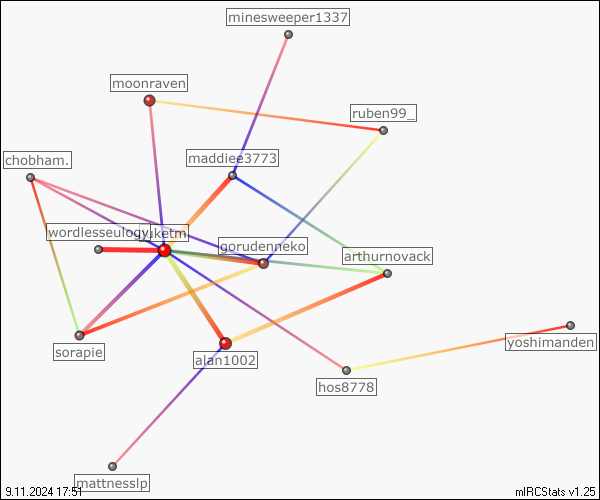 minesweeper1337
moonraven
ruben99_
maddiee3773
chobham.
wordlesseulogy
gorudenneko
arthurnovack
sorapie
alan1002
yoshimanden
hos8778
mattnesslp
9.11.2024 17:51
mIRCStats v1.25